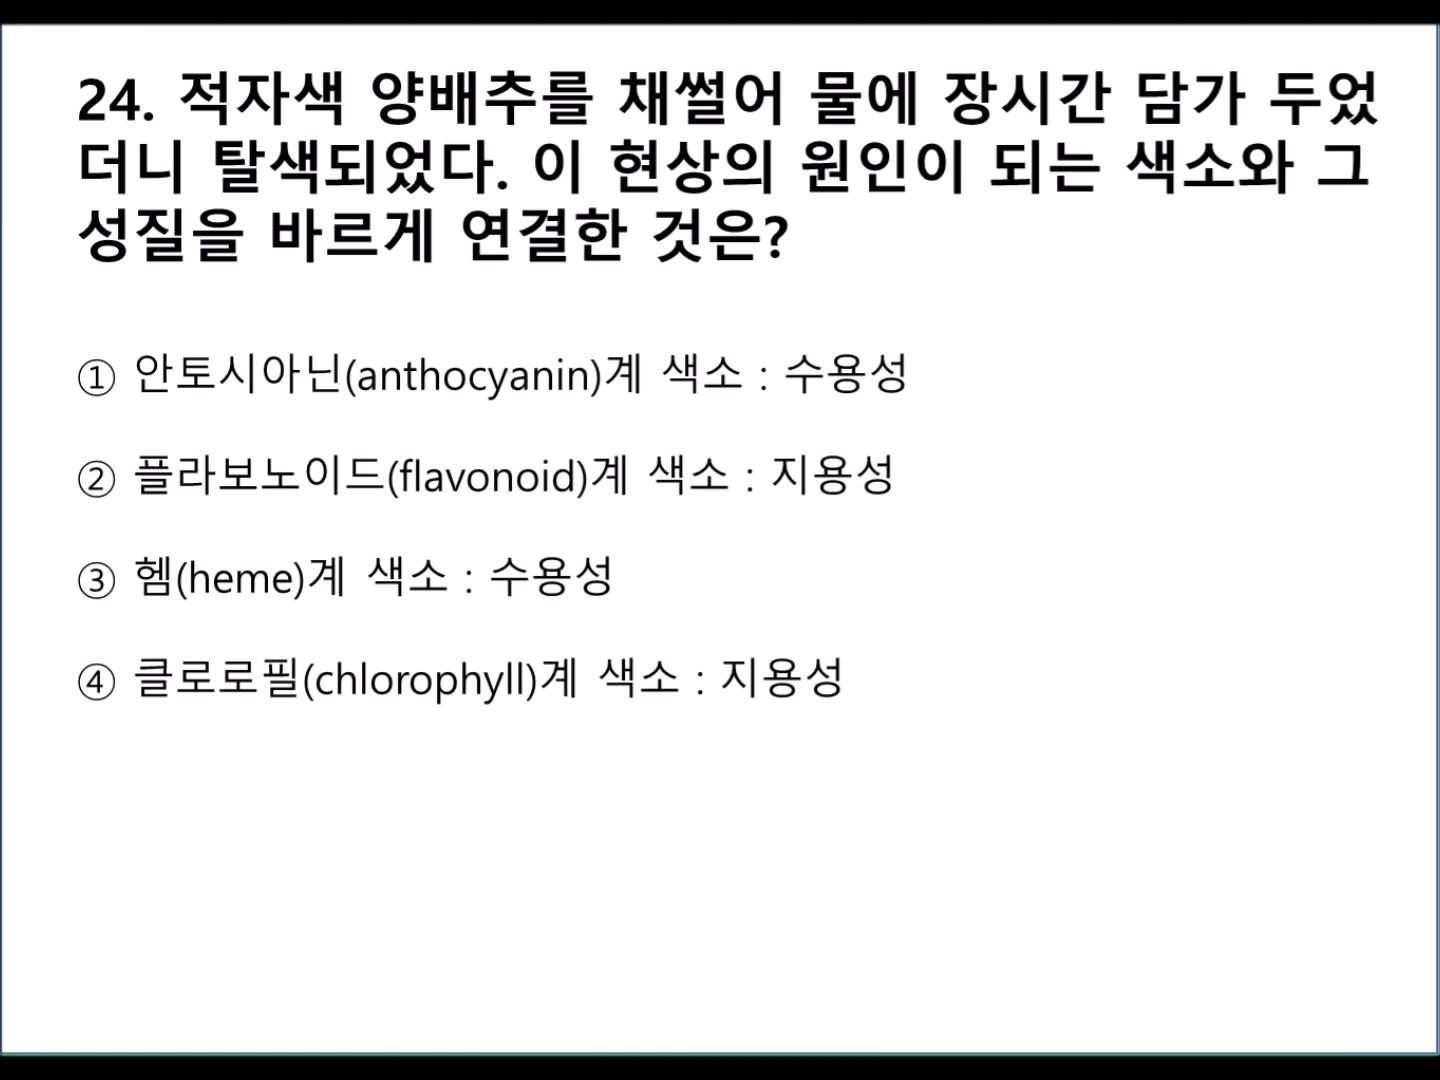 24. 적자색 양배추를 채썰어 물에 장시간 담가 두었
더니 탈색되었다. 이 현상의 원인이 되는 색소와 그
성질을 바르게 연결한 것은?
① 안토시아닌(anthocyanin)계 색소 : 수용성
② 플라보노이드(flavonoid)계 색소 : 지용성
③ 헴(heme)계 색소 : 수용성
④ 클로로필(chlorophyll)계 색소 : 지용성